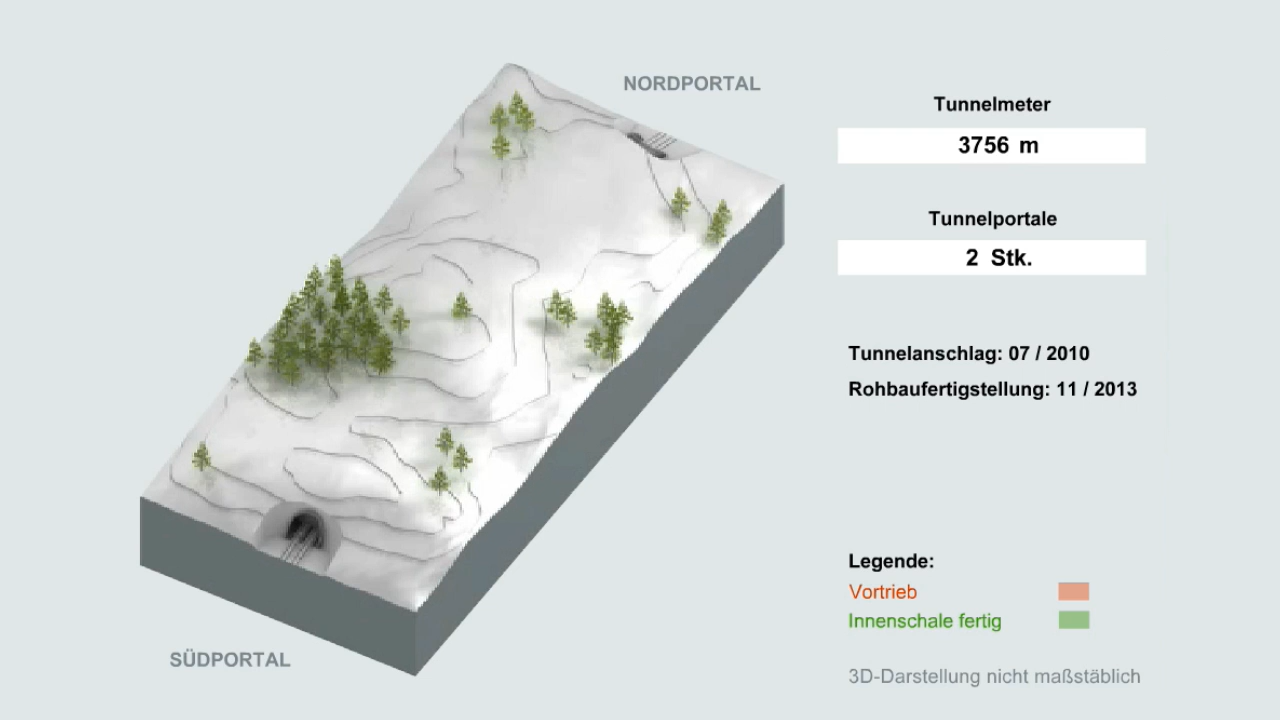 NORDPORTAL
SÜDPORTAL
Tunnelmeter
3756 m
Tunnelportale
2 Stk.
Tunnelanschlag: 07 / 2010
Rohbaufertigstellung: 11 / 2013
Legende:
Vortrieb
Innenschale fertig
3D-Darstellung nicht maßstäblich